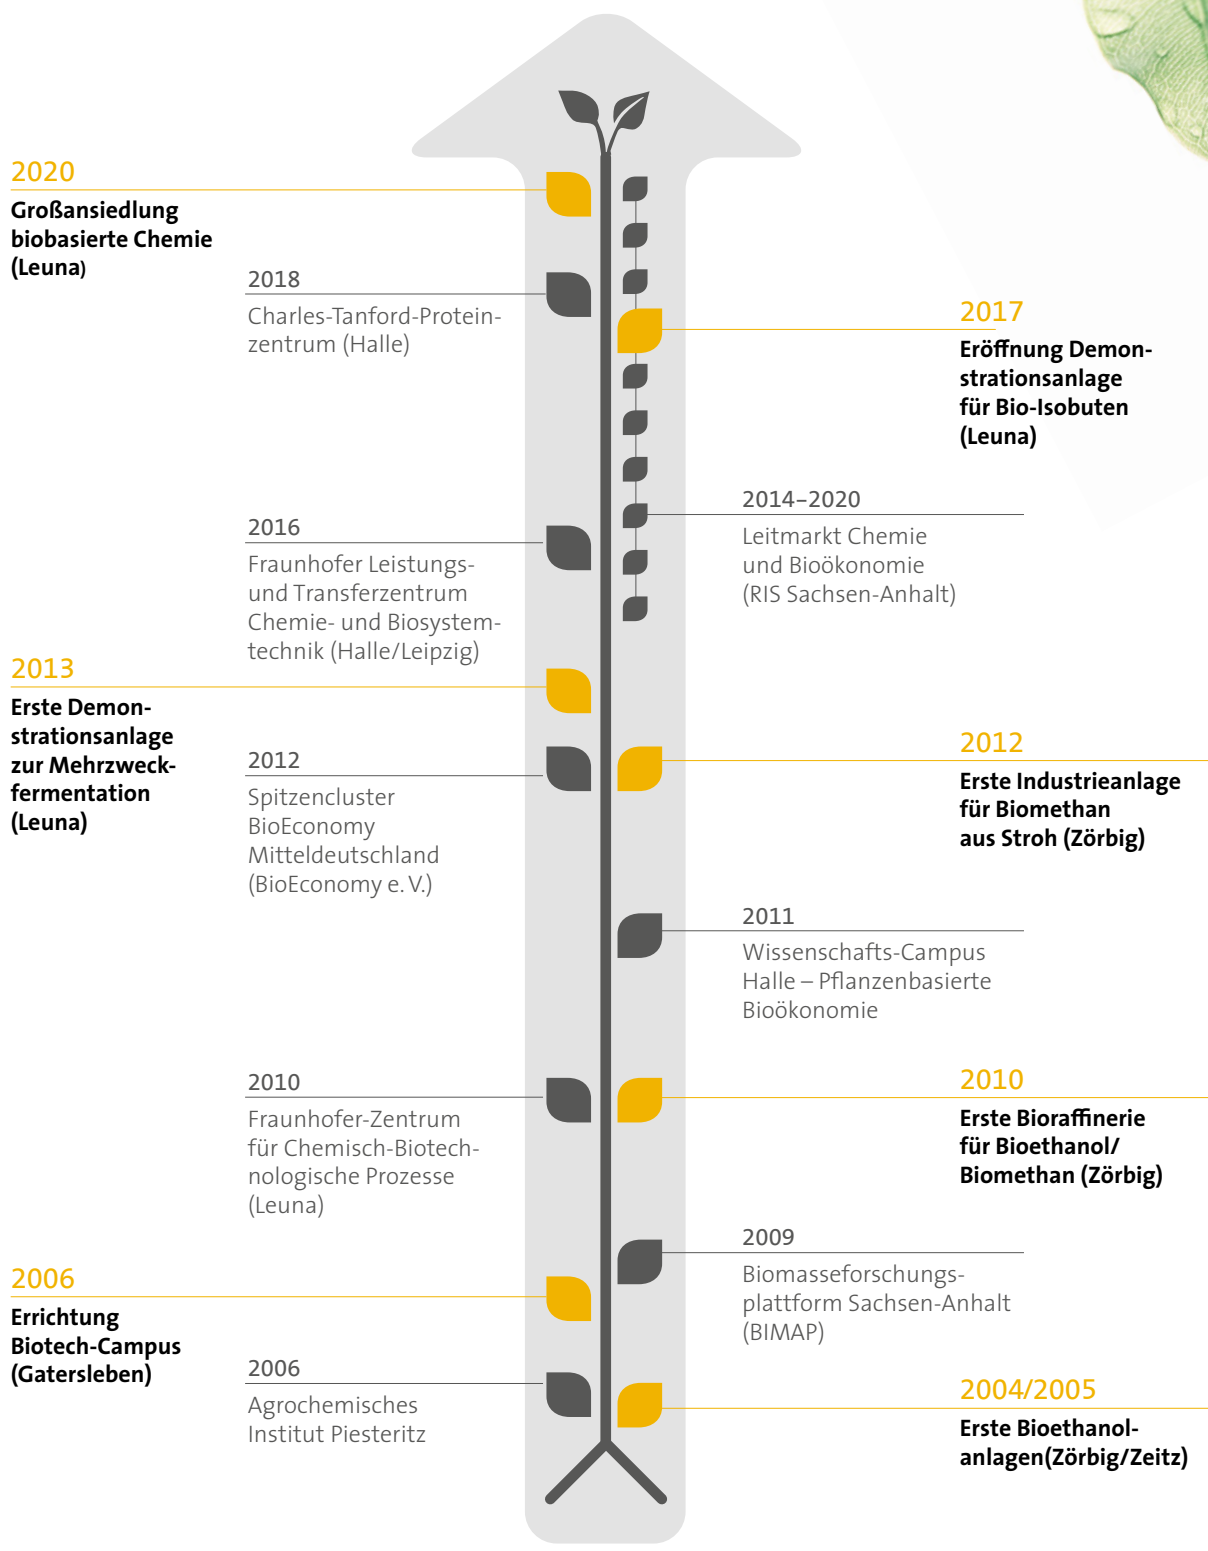 2020
Großansiedlung
biobasierte Chemie
(Leuna)
2018
Charles-Tanford-Protein-
zentrum (Halle)
2017
Eröffnung Demon-
strationsanlage
für Bio-Isobuten
(Leuna)
2014–2020
Leitmarkt Chemie
und Bioökonomie
(RIS Sachsen-Anhalt)
2016
Fraunhofer Leistungs-
und Transferzentrum
Chemie- und Biosystem-
technik (Halle/Leipzig)
2013
Erste Demon-
strationsanlage
zur Mehrzweck-
fermentation
(Leuna)
2012
Spitzencluster
BioEconomy
Mitteldeutschland
(BioEconomy e. V.)
2012
Erste Industrieanlage
für Biomethan
aus Stroh (Zörbig)
2011
Wissenschafts-Campus
Halle – Pflanzenbasierte
Bioökonomie
2010
Fraunhofer-Zentrum
für Chemisch-Biotech-
nologische Prozesse
(Leuna)
2010
Erste Bioraffinerie
für Bioethanol/
Biomethan (Zörbig)
2009
Biomasseforschungs-
plattform Sachsen-Anhalt
(BIMAP)
2006
Errichtung
Biotech-Campus
(Gatersleben)
2006
Agrochemisches
Institut Piesteritz
2004/2005
Erste Bioethanol-
anlagen(Zörbig/Zeitz)